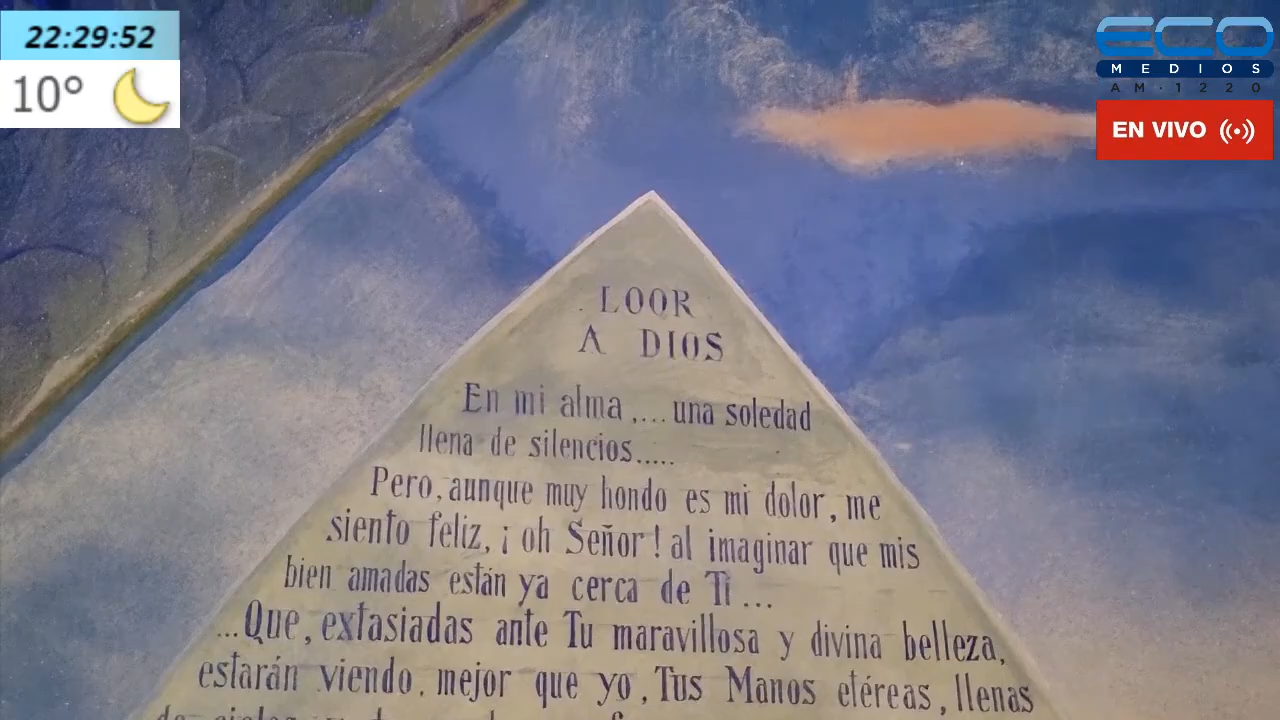 22:29:52
10°
ECO
MEDIOS
AM·1220
EN VIVO
LOOR
A DIOS
En mi alma,....una soledad
llena de silencios.....
Pero, aunque muy hondo es mi dolor, me
siento feliz, ¡oh Señor! al imaginar que mis
bien amadas están ya cerca de Ti...
...Que, extasiadas ante Tu maravillosa y divina belleza,
estarán viendo, mejor que yo, Tus Manos etéreas, llenas